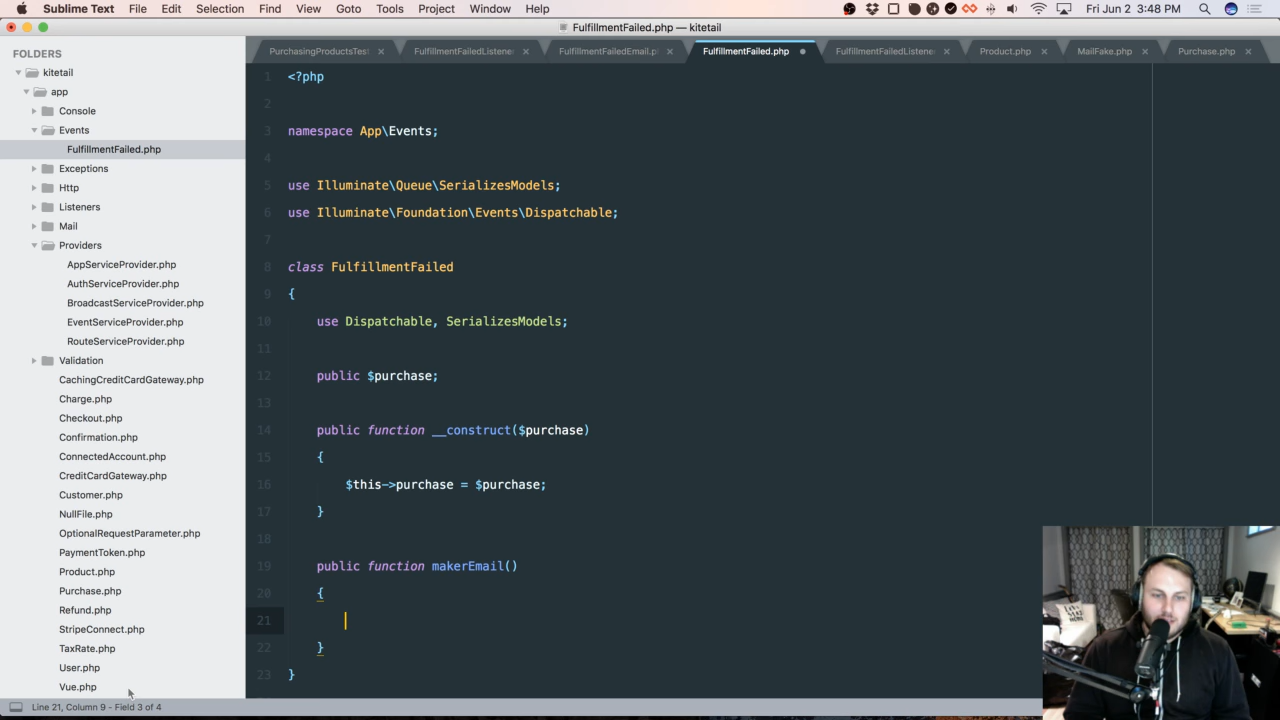 Sublime Text File Edit Selection Find View Goto Tools Project Window Help Fri Jun 2 3:48 PM
FulfillmentFailed.php — kitetail
FOLDERS
kitetail
app
Console
Events
FulfillmentFailed.php
Exceptions
Http
Listeners
Mail
Providers
AppServiceProvider.php
AuthServiceProvider.php
BroadcastServiceProvider.php
EventServiceProvider.php
RouteServiceProvider.php
Validation
CachingCreditCardGateway.php
Charge.php
Checkout.php
Confirmation.php
ConnectedAccount.php
CreditCardGateway.php
Customer.php
NullFile.php
OptionalRequestParameter.php
PaymentToken.php
Product.php
Purchase.php
Refund.php
StripeConnect.php
TaxRate.php
User.php
Vue.php
PurchasingProductsTest FulfillmentFailedListener FulfillmentFailedEmail.p FulfillmentFailed.php FulfillmentFailedListene Product.php MailFake.php Purchase.php
1 <?php
2
3 namespace App\Events;
4
5 use Illuminate\Queue\SerializesModels;
6 use Illuminate\Foundation\Events\Dispatchable;
7
8 class FulfillmentFailed
9 {
10 use Dispatchable, SerializesModels;
11
12 public $purchase;
13
14 public function __construct($purchase)
15 {
16 $this->purchase = $purchase;
17 }
18
19 public function makerEmail()
20 {
21
22 }
23 }
Line 21, Column 9 - Field 3 of 4